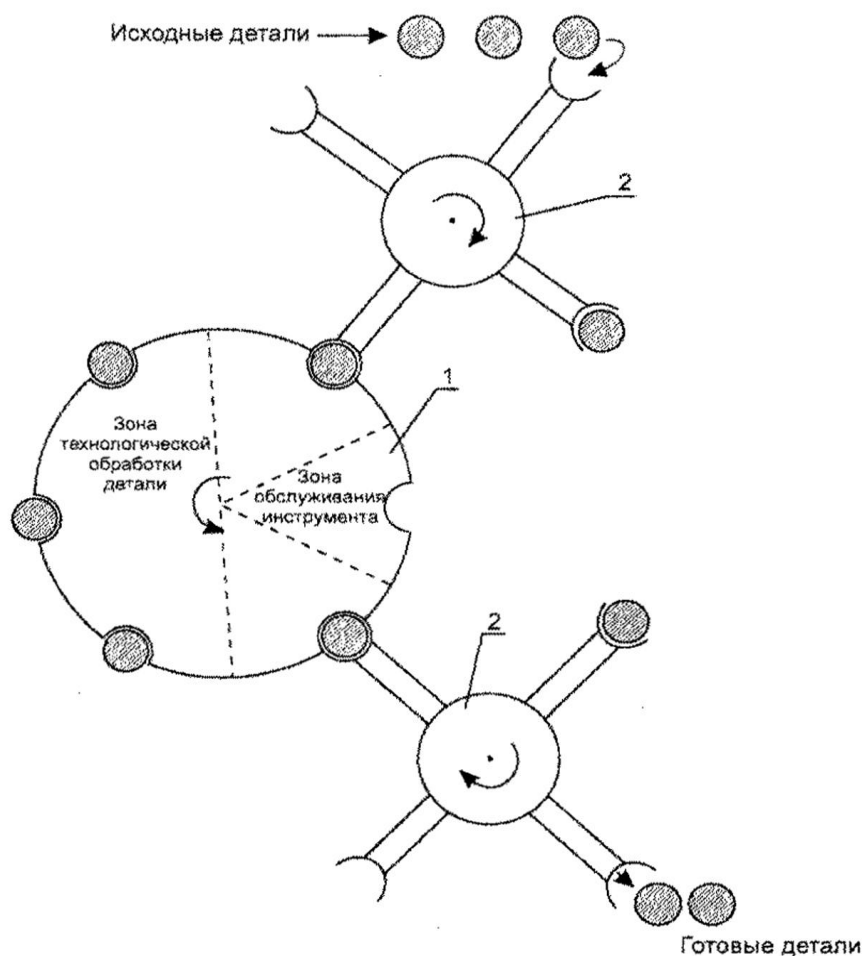 Исходные детали
2
1
Зона
технологической
обработки
детали
Зона
обслуживания
инструмента
2
Готовые детали